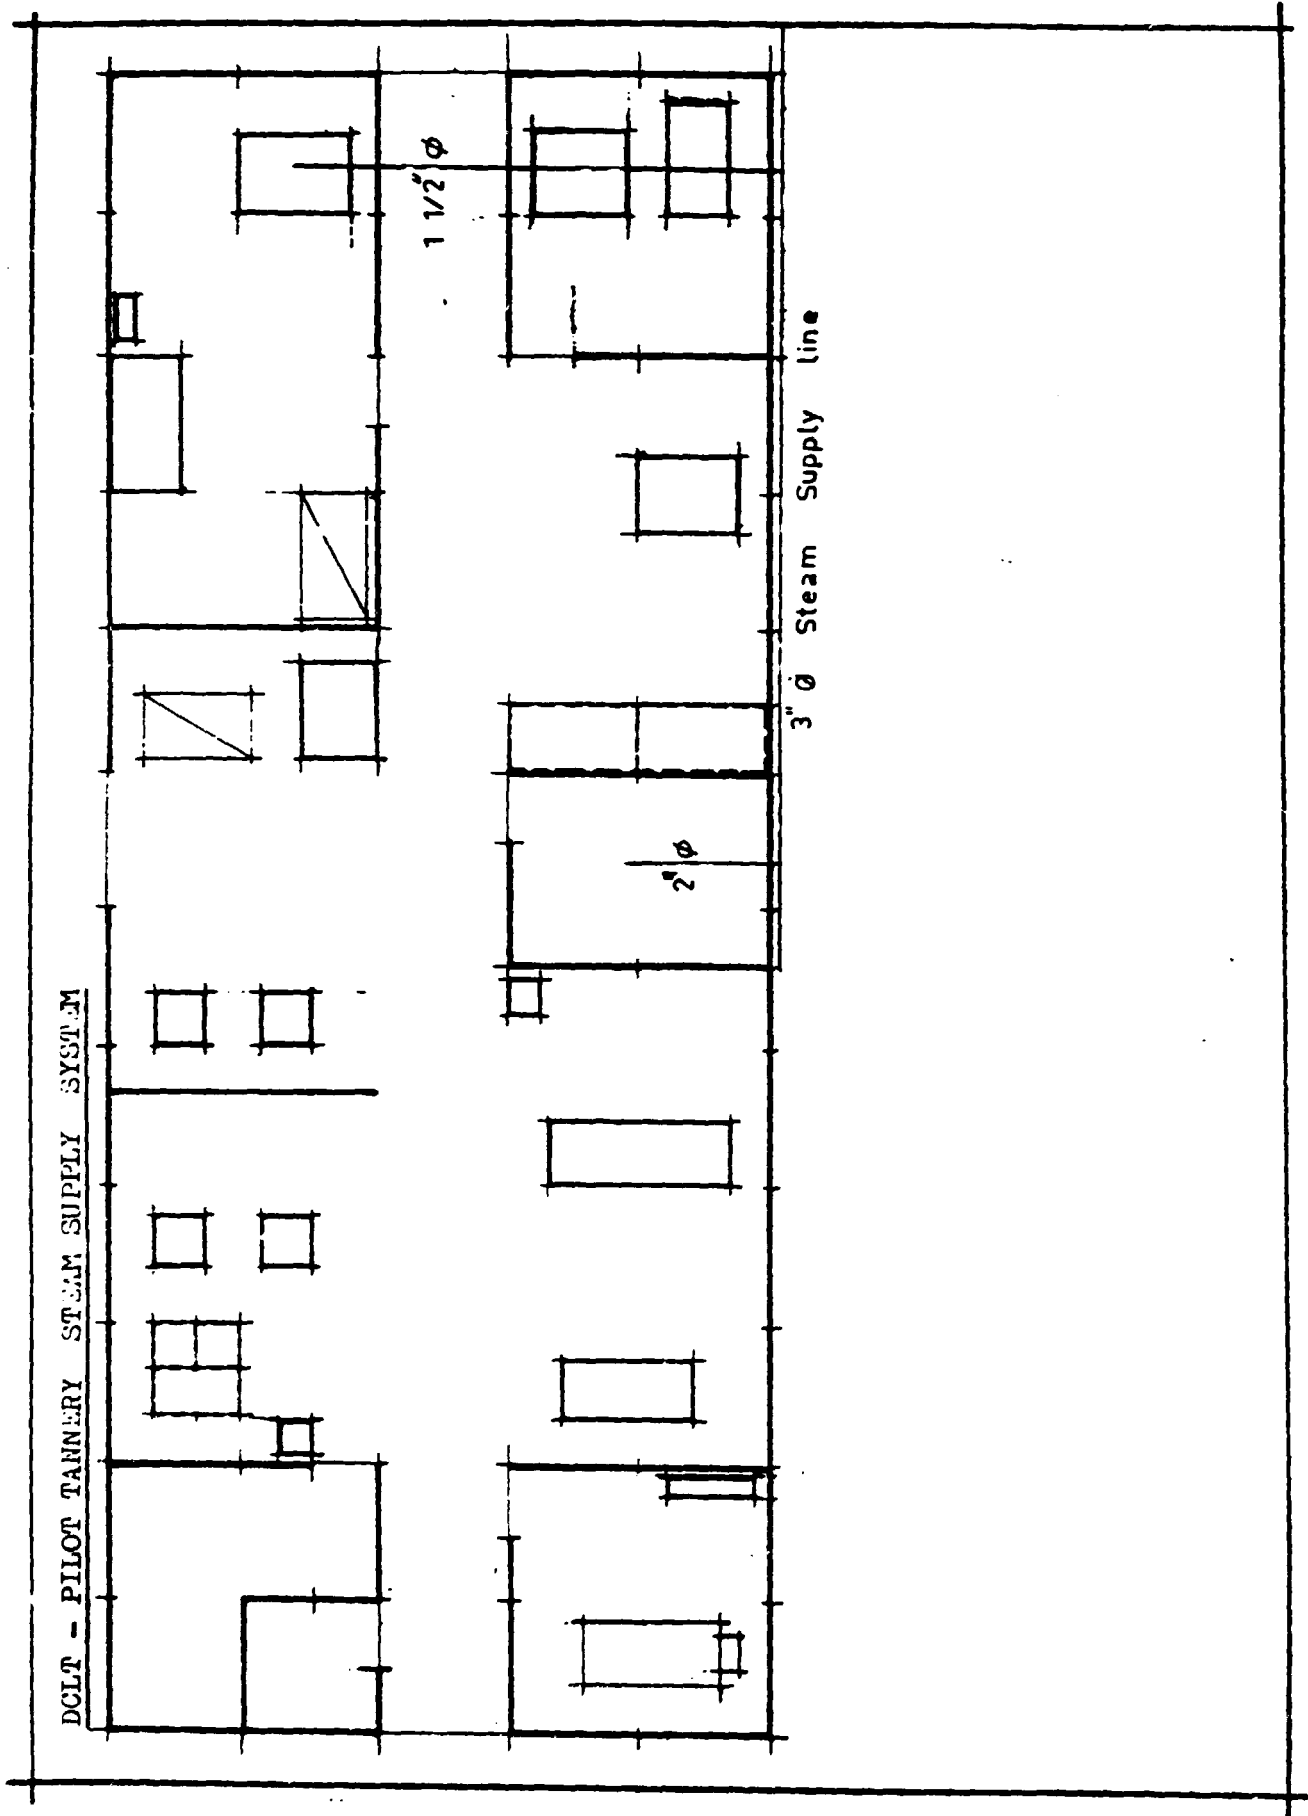 DCLT - PILOT TANNERY STEAM SUPPLY SYSTEM
1 1/2" Ø
2" Ø
3" Ø Steam Supply line